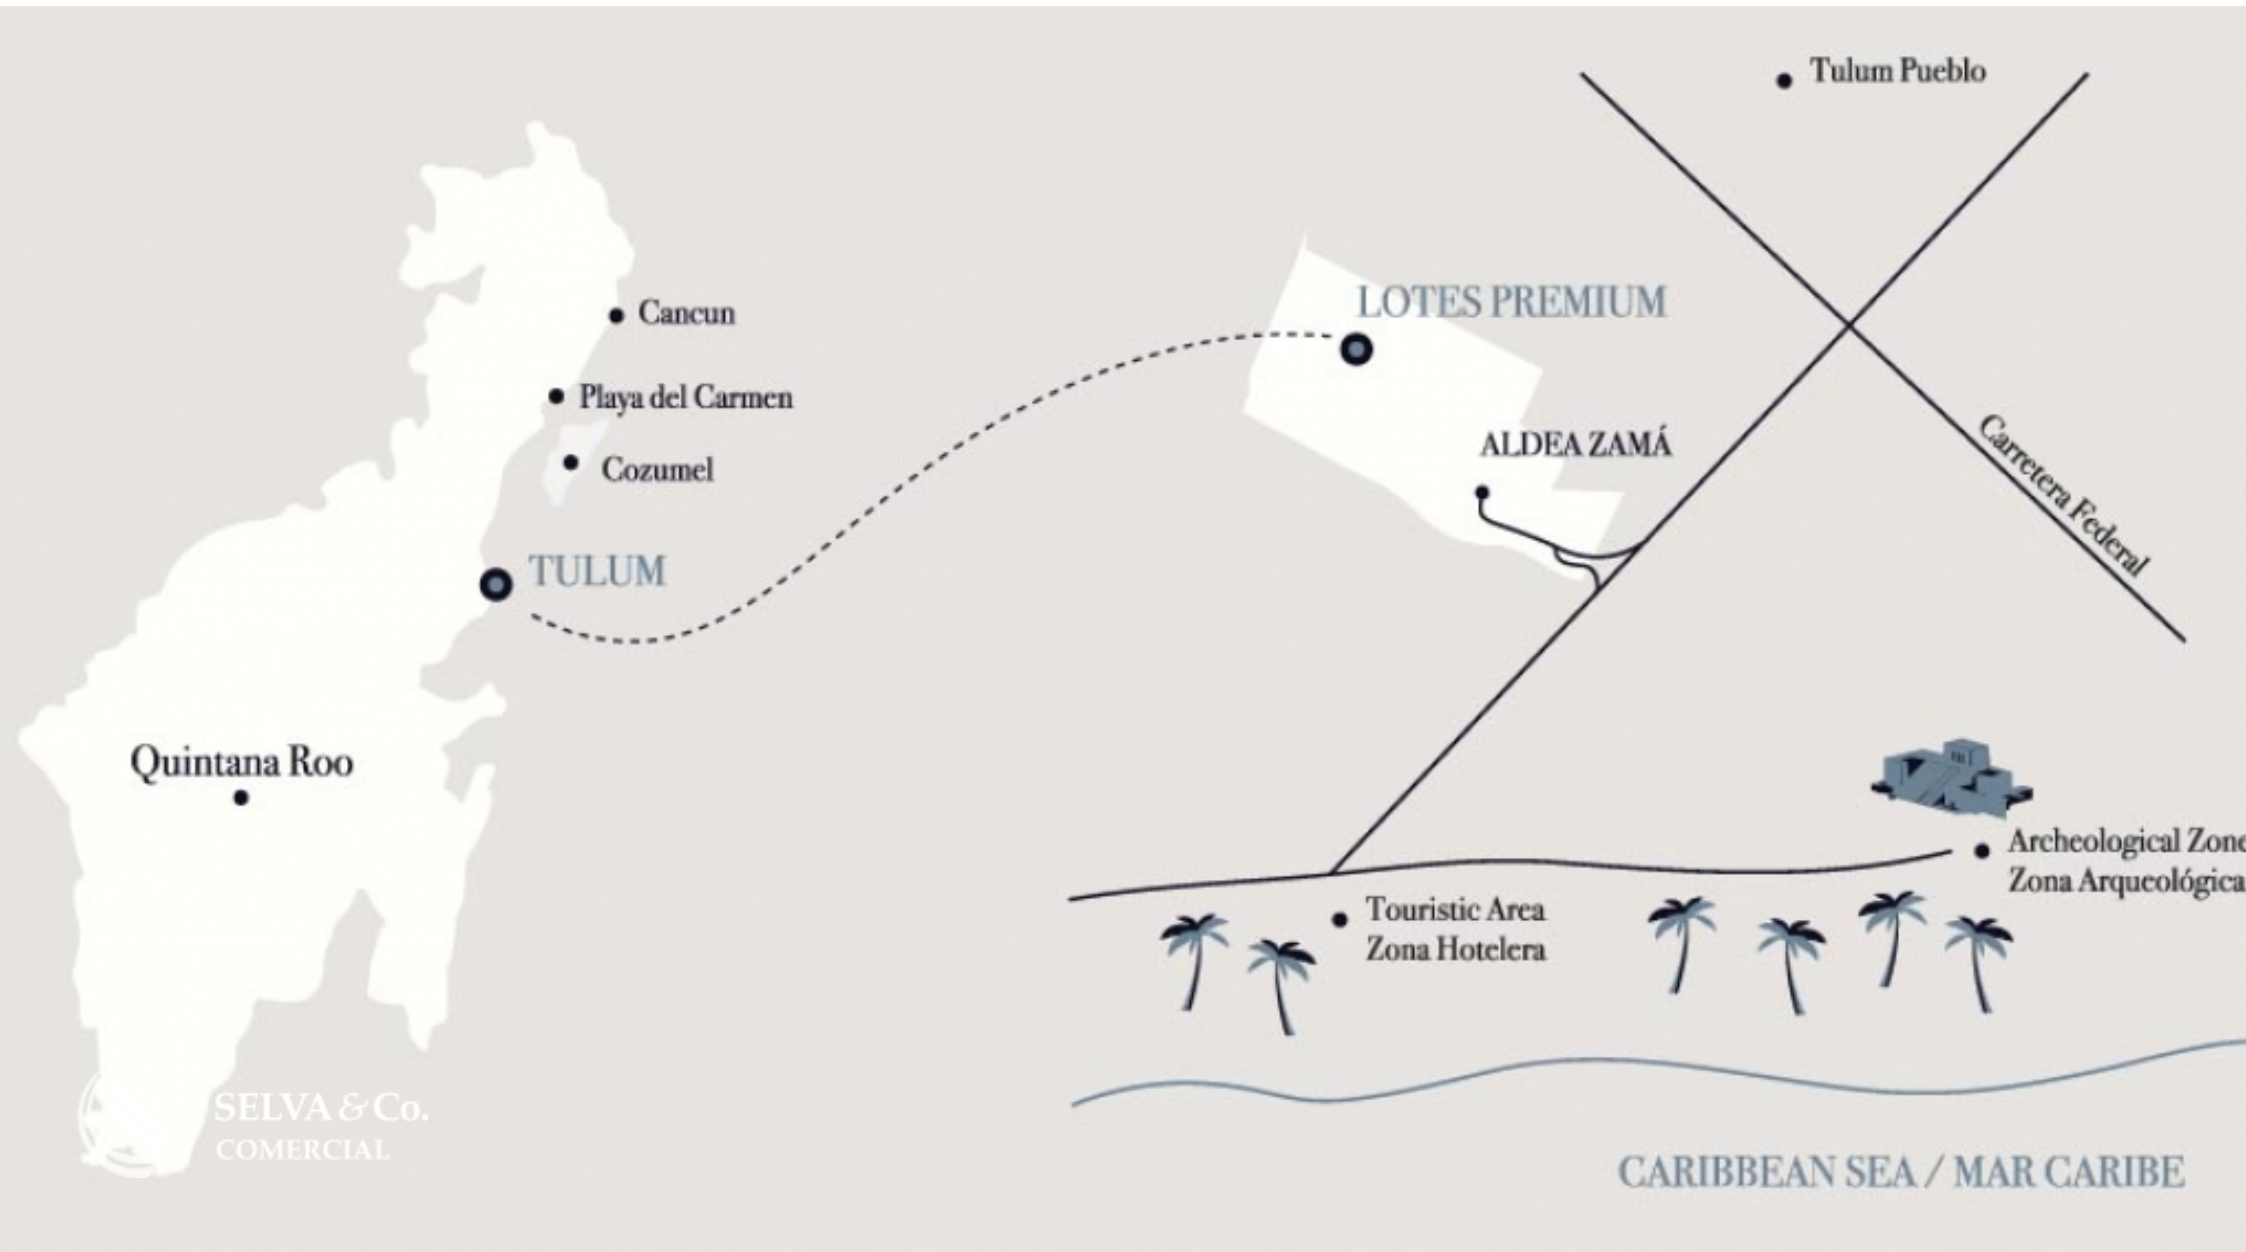 Tulum Pueblo
LOTES PREMIUM
Cancun
Playa del Carmen
Cozumel
ALDEA ZAMÁ
Carretera Federal
TULUM
Quintana Roo
Archeological Zone
Zona Arqueológica
Touristic Area
Zona Hotelera
SELVA & Co.
COMERCIAL
CARIBBEAN SEA / MAR CARIBE